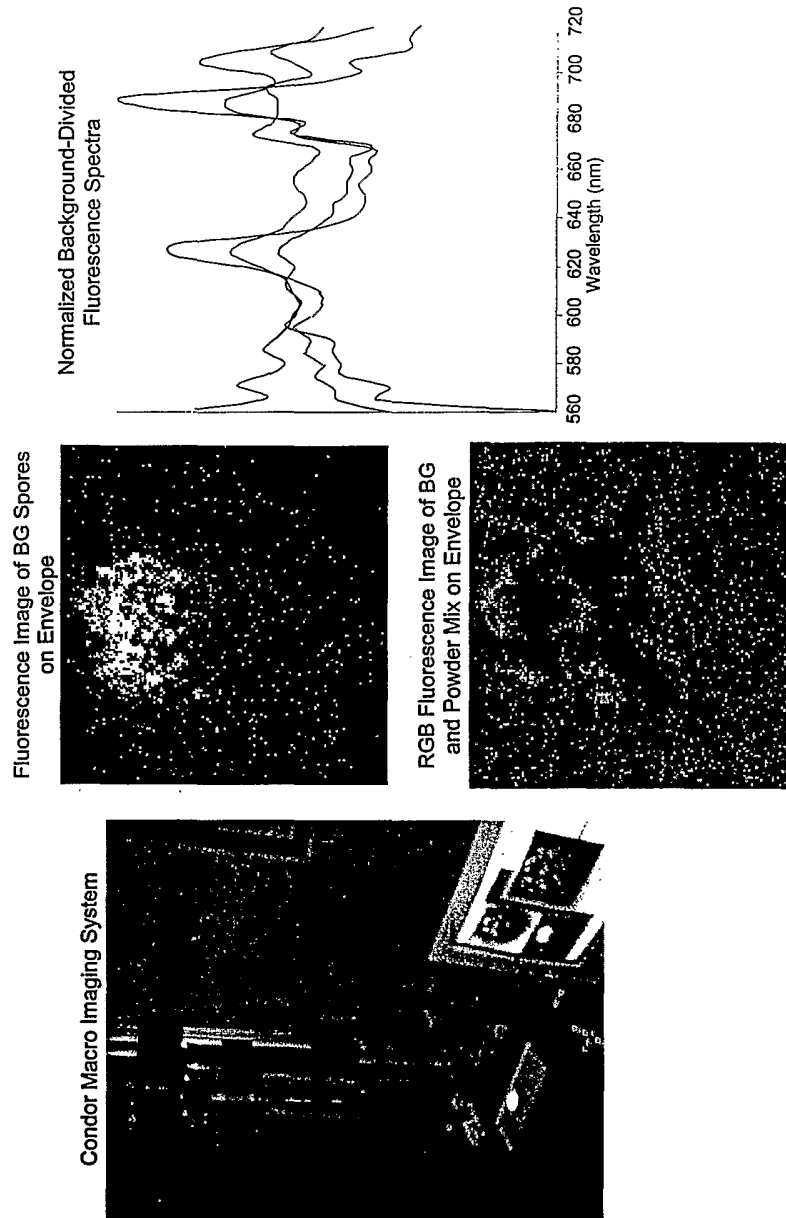 Condor Macro Imaging System
Fluorescence Image of BG Spores
on Envelope
RGB Fluorescence Image of BG
and Powder Mix on Envelope
Normalized Background-Divided
Fluorescence Spectra
560 580 600 620 640 660 680 700 720
Wavelength (nm)